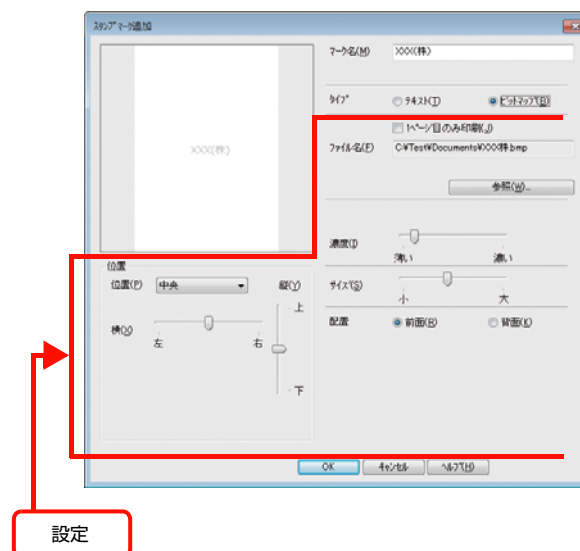 スタンプマーク追加
マーク名(M) XXX(株)
タイプ テキスト(T) ビットマップ(B)
1ページ目のみ印刷(J)
ファイル名(F) C:¥Test¥Documents¥XXX株.bmp
XXX(株)
参照(W)...
濃度(I)
薄い 濃い
位置
位置(P) 中央 縦(Y)
サイズ(S)
小 大
上
横(X)
左 右
配置 前面(R) 背面(K)
下
OK キャンセル ヘルプ(H)
設定